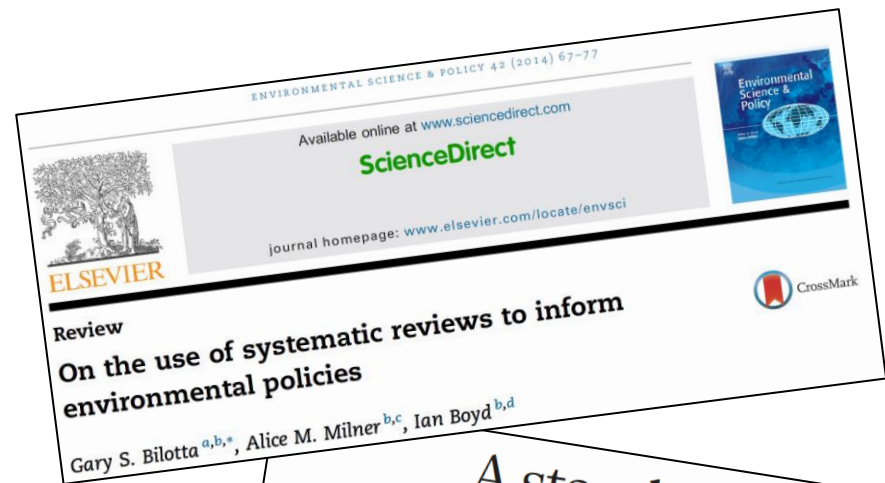 ENVIRONMENTAL SCIENCE & POLICY 42 (2014) 67–77
Available online at www.sciencedirect.com
ScienceDirect
journal homepage: www.elsevier.com/locate/envsci
ELSEVIER
Environmental
Science &
Policy
CrossMark
Review
On the use of systematic reviews to inform
environmental policies
Gary S. Bilotta a,b,*, Alice M. Milner b,c, Ian Boyd b,d
A